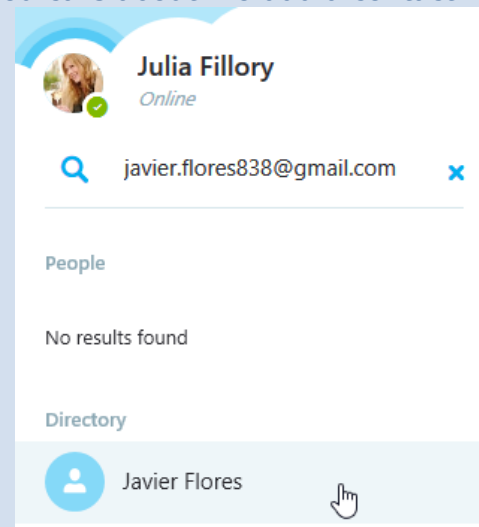 Julia Fillory
Online
javier.flores838@gmail.com
People
No results found
Directory
Javier Flores